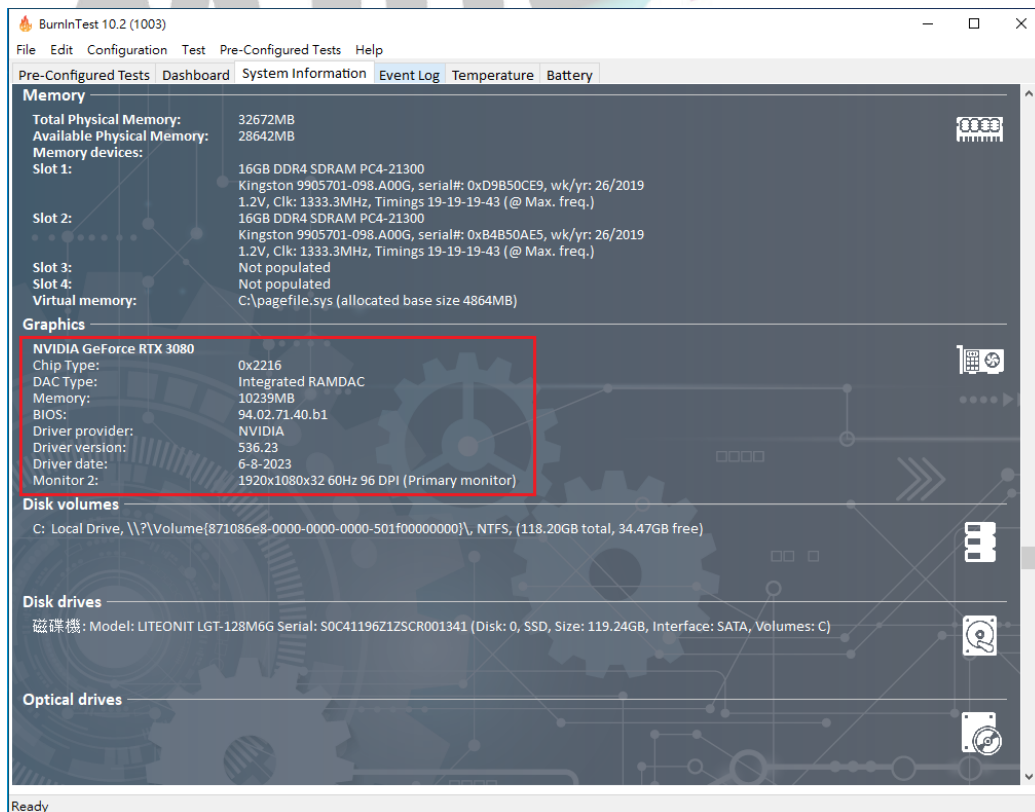 BurnInTest 10.2 (1003)
File Edit Configuration Test Pre-Configured Tests Help
Pre-Configured Tests Dashboard System Information Event Log Temperature Battery
Memory
Total Physical Memory: 32672MB
Available Physical Memory: 28642MB
Memory devices:
Slot 1: 16GB DDR4 SDRAM PC4-21300
Kingston 9905701-098.A00G, serial#: 0xD9B50CE9, wk/yr: 26/2019
1.2V, Clk: 1333.3MHz, Timings 19-19-19-43 (@ Max. freq.)
Slot 2: 16GB DDR4 SDRAM PC4-21300
Kingston 9905701-098.A00G, serial#: 0xB4B50AE5, wk/yr: 26/2019
1.2V, Clk: 1333.3MHz, Timings 19-19-19-43 (@ Max. freq.)
Slot 3: Not populated
Slot 4: Not populated
Virtual memory: C:\pagefile.sys (allocated base size 4864MB)
Graphics
NVIDIA GeForce RTX 3080
Chip Type: 0x2216
DAC Type: Integrated RAMDAC
Memory: 10239MB
BIOS: 94.02.71.40.b1
Driver provider: NVIDIA
Driver version: 536.23
Driver date: 6-8-2023
Monitor 2: 1920x1080x32 60Hz 96 DPI (Primary monitor)
Disk volumes
C: Local Drive, \\?\Volume{871086e8-0000-0000-0000-501f00000000}\, NTFS, (118.20GB total, 34.47GB free)
Disk drives
磁碟機: Model: LITEONIT LGT-128M6G Serial: S0C41196Z1ZSCR001341 (Disk: 0, SSD, Size: 119.24GB, Interface: SATA, Volumes: C)
Optical drives
Ready